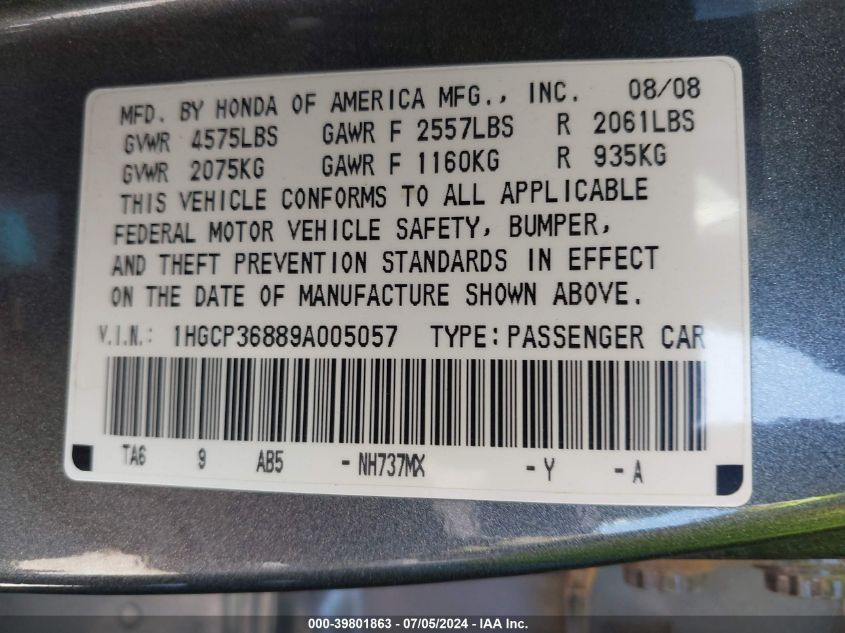 MFD. BY HONDA OF AMERICA MFG., INC. 08/08
GVWR 4575LBS GAWR F 2557LBS R 2061LBS
GVWR 2075KG GAWR F 1160KG R 935KG
THIS VEHICLE CONFORMS TO ALL APPLICABLE
FEDERAL MOTOR VEHICLE SAFETY, BUMPER,
AND THEFT PREVENTION STANDARDS IN EFFECT
ON THE DATE OF MANUFACTURE SHOWN ABOVE.
V.I.N.: 1HGCP36889A005057 TYPE: PASSENGER CAR
TA6 9 AB5 - NH737MX - Y - A
000-39801863 - 07/05/2024 - IAA Inc.